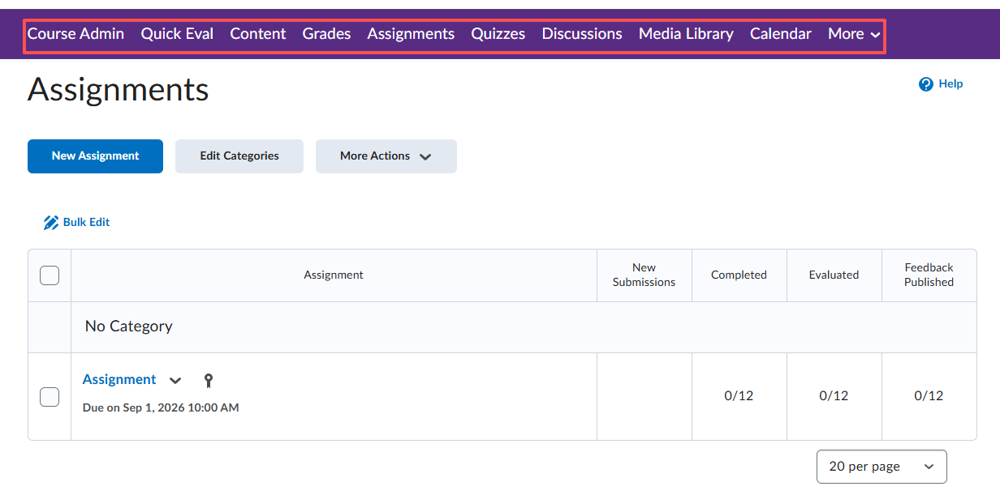 Course Admin Quick Eval Content Grades Assignments Quizzes Discussions Media Library Calendar More
Assignments
Help
New Assignment Edit Categories More Actions
Bulk Edit
Assignment New Submissions Completed Evaluated Feedback Published
No Category
Assignment
Due on Sep 1, 2026 10:00 AM
0/12 0/12 0/12
20 per page